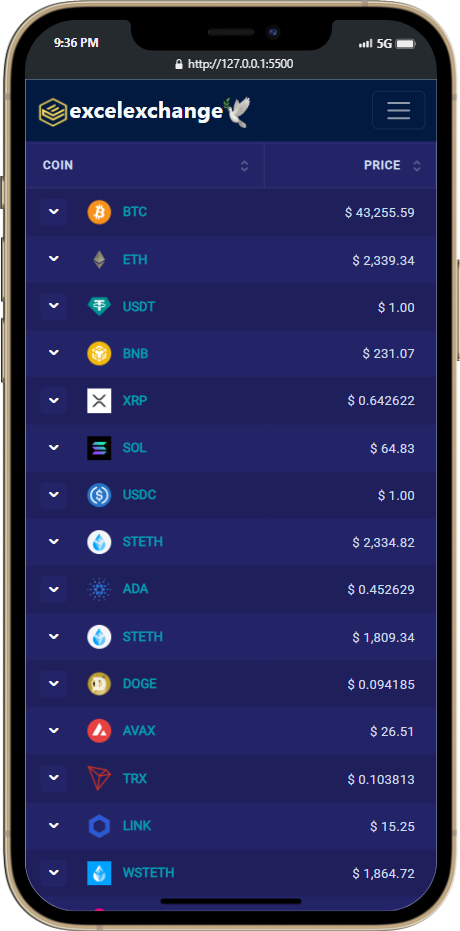 9:36 PM 5G
http://127.0.0.1:5500
excelexchange
COIN PRICE
BTC $ 43,255.59
ETH $ 2,339.34
USDT $ 1.00
BNB $ 231.07
XRP $ 0.642622
SOL $ 64.83
USDC $ 1.00
STETH $ 2,334.82
ADA $ 0.452629
STETH $ 1,809.34
DOGE $ 0.094185
AVAX $ 26.51
TRX $ 0.103813
LINK $ 15.25
WSTETH $ 1,864.72